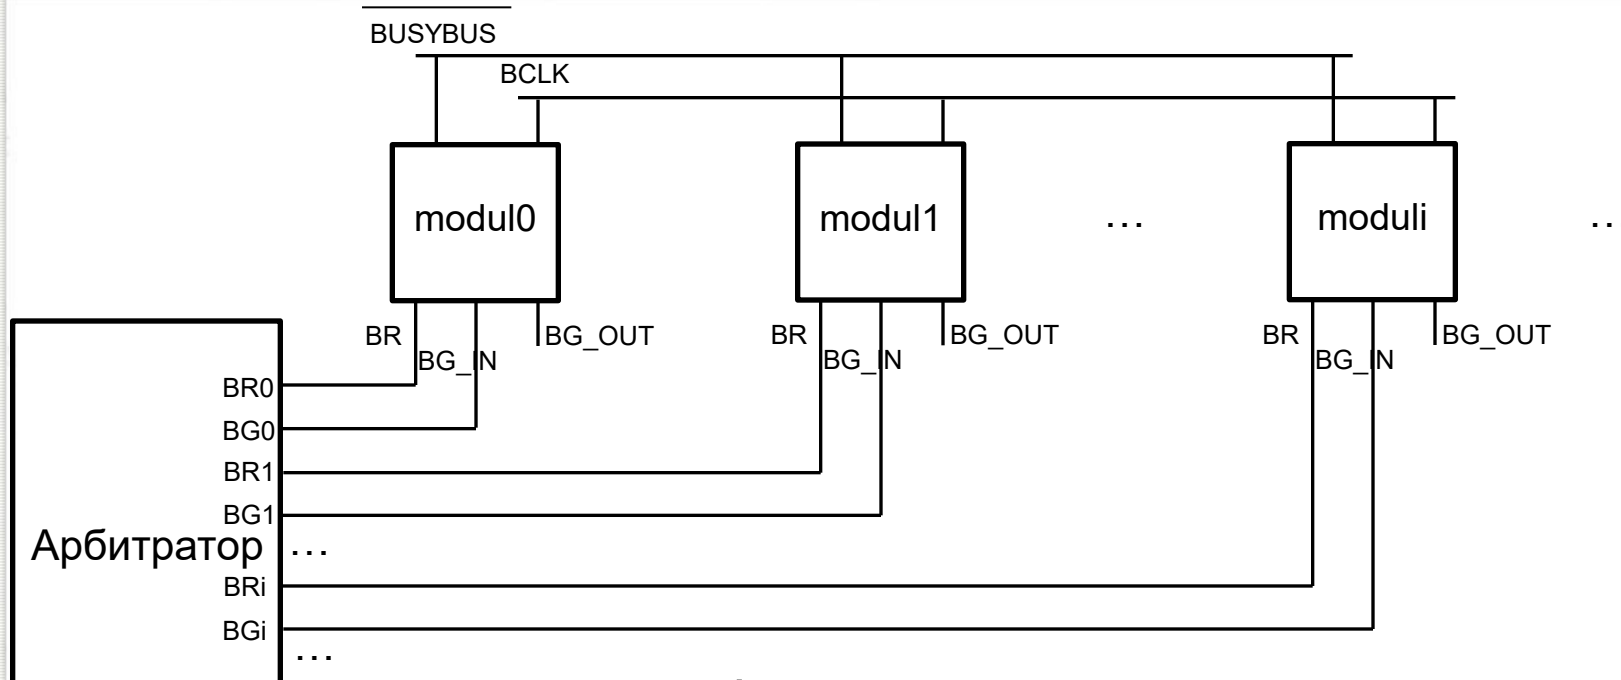 BUSYBUS
BCLK
modul0
modul1
...
moduli
..
BR
BG_IN
BG_OUT
BR
BG_IN
BG_OUT
BR
BG_IN
BG_OUT
BR0
BG0
BR1
BG1
Арбитратор
...
BRi
BGi
...